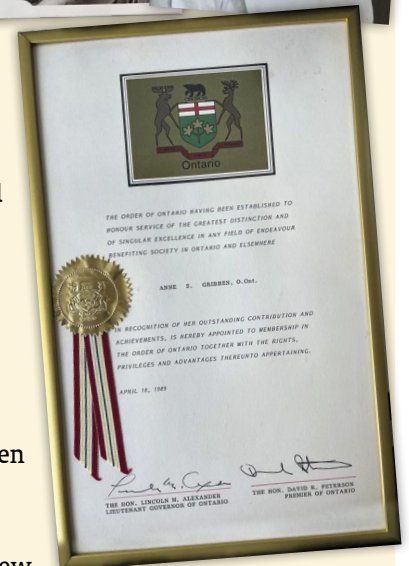 Ontario
THE ORDER OF ONTARIO HAVING BEEN ESTABLISHED TO
HONOUR SERVICE OF THE GREATEST DISTINCTION AND
OF SINGULAR EXCELLENCE IN ANY FIELD OF ENDEAVOUR
BENEFITING SOCIETY IN ONTARIO AND ELSEWHERE
ANNE S. GRIBBEN, O.Ont.
IN RECOGNITION OF HER OUTSTANDING CONTRIBUTION AND
ACHIEVEMENTS, IS HEREBY APPOINTED TO MEMBERSHIP IN
THE ORDER OF ONTARIO TOGETHER WITH THE RIGHTS,
PRIVILEGES AND ADVANTAGES THEREUNTO APPERTAINING.
APRIL 18, 1989
THE HON. LINCOLN M. ALEXANDER
LIEUTENANT GOVERNOR OF ONTARIO
THE HON. DAVID R. PETERSON
PREMIER OF ONTARIO